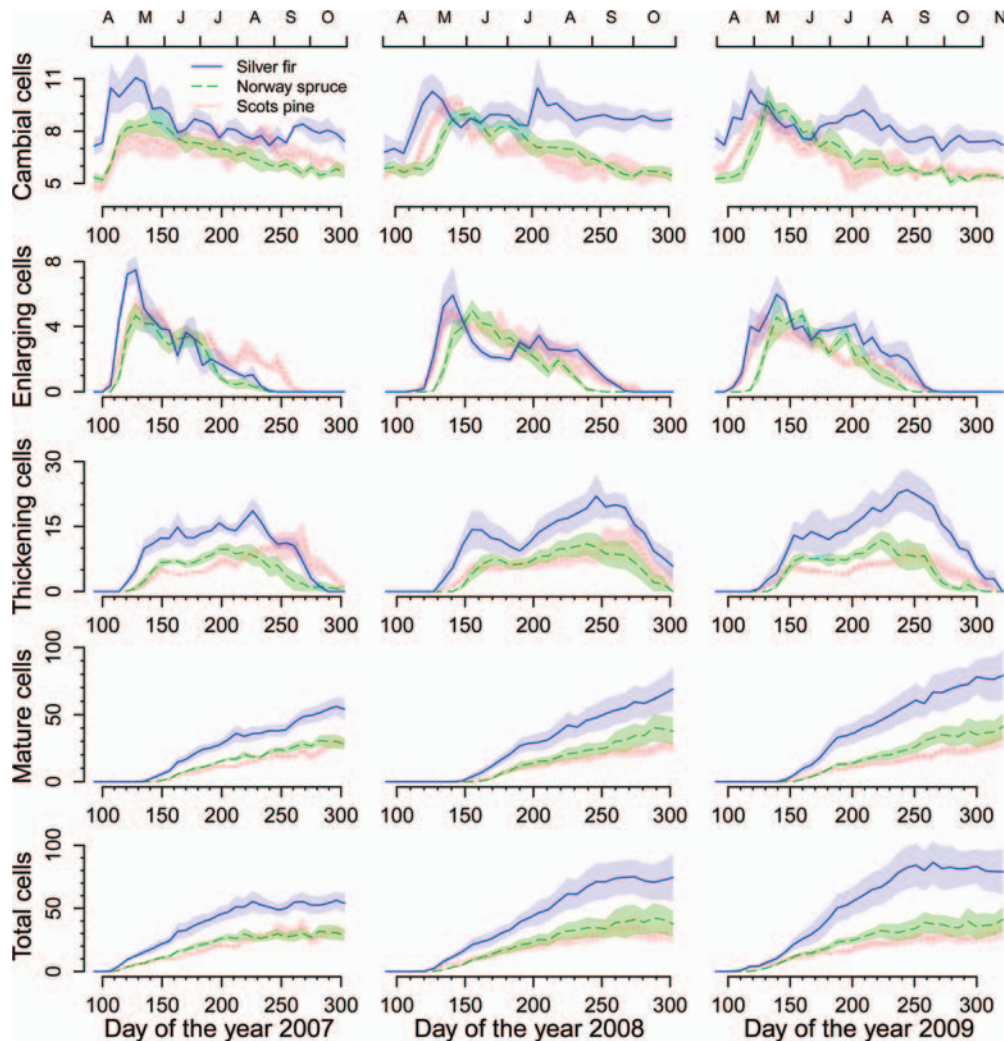 A M J J A S O
A M J J A S O
A M J J A S O N
Cambial cells
11
8
5
Silver fir
Norway spruce
Scots pine
100 150 200 250 300
100 150 200 250 300
100 150 200 250 300
Enlarging cells
8
4
0
100 150 200 250 300
100 150 200 250 300
100 150 200 250 300
Thickening cells
30
15
0
100 150 200 250 300
100 150 200 250 300
100 150 200 250 300
Mature cells
100
50
0
100 150 200 250 300
100 150 200 250 300
100 150 200 250 300
Total cells
100
50
0
100 150 200 250 300
100 150 200 250 300
100 150 200 250 300
Day of the year 2007
Day of the year 2008
Day of the year 2009